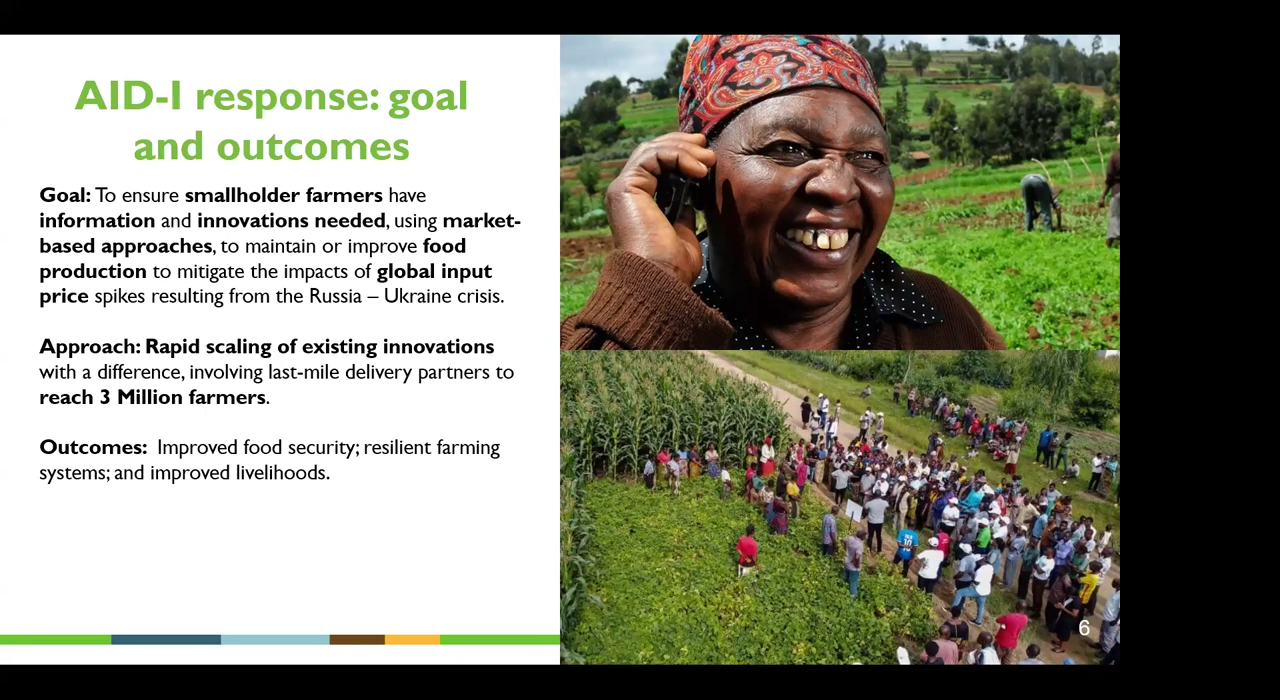 AID-I response: goal
and outcomes
Goal: To ensure smallholder farmers have
information and innovations needed, using market-
based approaches, to maintain or improve food
production to mitigate the impacts of global input
price spikes resulting from the Russia – Ukraine crisis.
Approach: Rapid scaling of existing innovations
with a difference, involving last-mile delivery partners to
reach 3 Million farmers.
Outcomes: Improved food security; resilient farming
systems; and improved livelihoods.
10
6